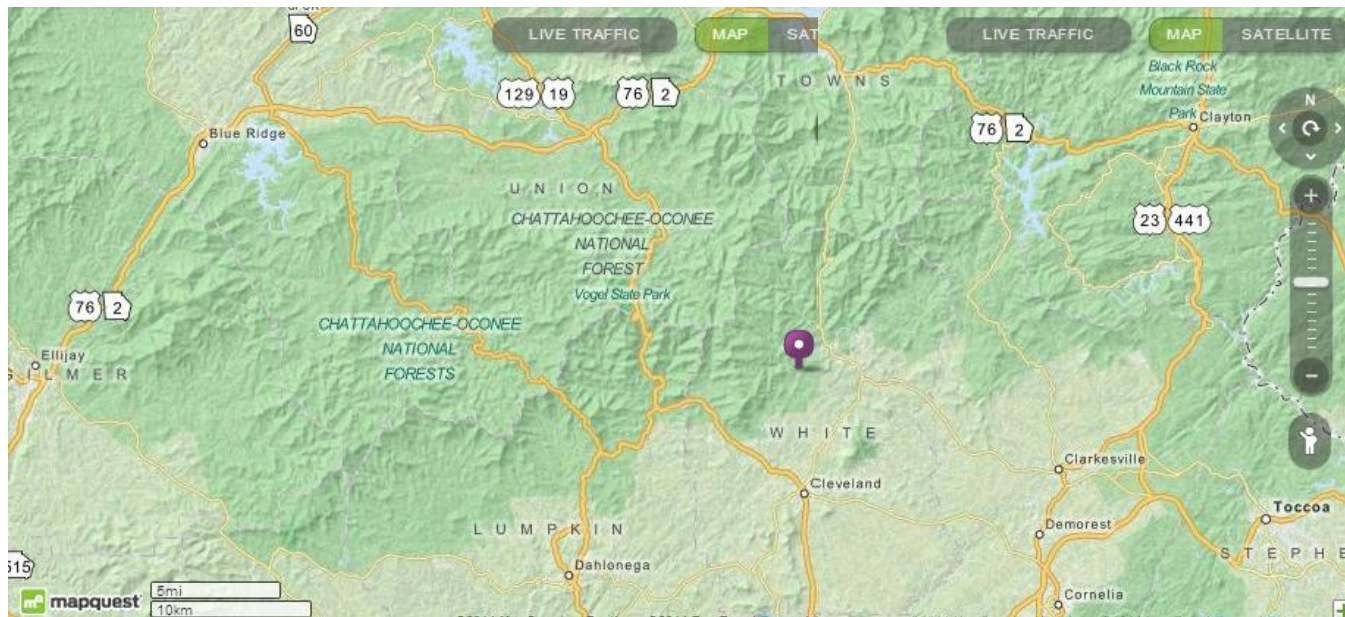 60
LIVE TRAFFIC
MAP
SAT
LIVE TRAFFIC
MAP
SATELLITE
129
19
76
2
TOWNS
Black Rock
Mountain State
Park
Clayton
N
76
2
Blue Ridge
UNION
CHATTAHOOCHEE-OCONEE
NATIONAL
FOREST
Vogel State Park
23
441
76
2
CHATTAHOOCHEE-OCONEE
NATIONAL
FORESTS
Ellijay
GILMER
WHITE
Clarkesville
Cleveland
Toccoa
LUMPKIN
Demorest
STEPHE
Dahlonega
515
Cornelia
mapquest
5mi
10km